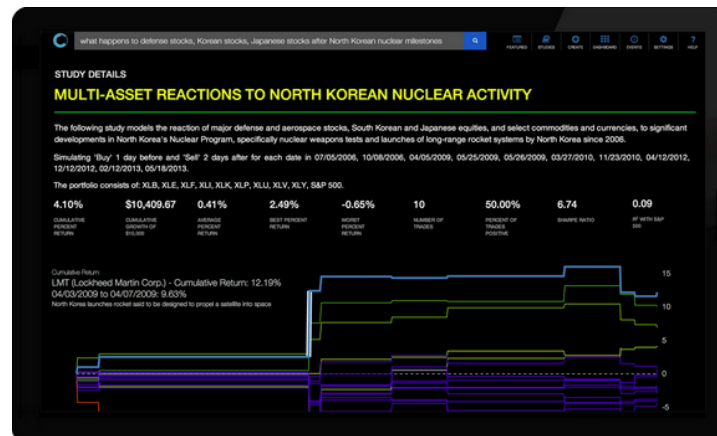 what happens to defense stocks, Korean stocks, Japanese stocks after North Korean nuclear milestones
FEATURED STUDIES CREATE DASHBOARD EVENTS SETTINGS HELP
STUDY DETAILS
MULTI-ASSET REACTIONS TO NORTH KOREAN NUCLEAR ACTIVITY
The following study models the reaction of major defense and aerospace stocks, South Korean and Japanese equities, and select commodities and currencies, to significant
developments in North Korea's Nuclear Program, specifically nuclear weapons tests and launches of long-range rocket systems by North Korea since 2006.
Simulating 'Buy' 1 day before and 'Sell' 2 days after for each date in 07/05/2006, 10/08/2006, 04/05/2009, 05/25/2009, 05/26/2009, 03/27/2010, 11/23/2010, 04/12/2012,
12/12/2012, 02/12/2013, 05/18/2013.
The portfolio consists of: XLB, XLE, XLF, XLI, XLK, XLP, XLU, XLV, XLY, S&P 500.
4.10% $10,409.67 0.41% 2.49% -0.65% 10 50.00% 6.74 0.09
CUMULATIVE CUMULATIVE AVERAGE BEST PERCENT WORST NUMBER OF PERCENT OF SHARPE RATIO R² WITH S&P
PERCENT GROWTH OF PERCENT RETURN PERCENT TRADES TRADES 500
RETURN $10,000 RETURN RETURN POSITIVE
Cumulative Return
LMT (Lockheed Martin Corp.) - Cumulative Return: 12.19%
04/03/2009 to 04/07/2009: 9.63%
North Korea launches rocket said to be designed to propel a satellite into space
15
10
5
0
-5